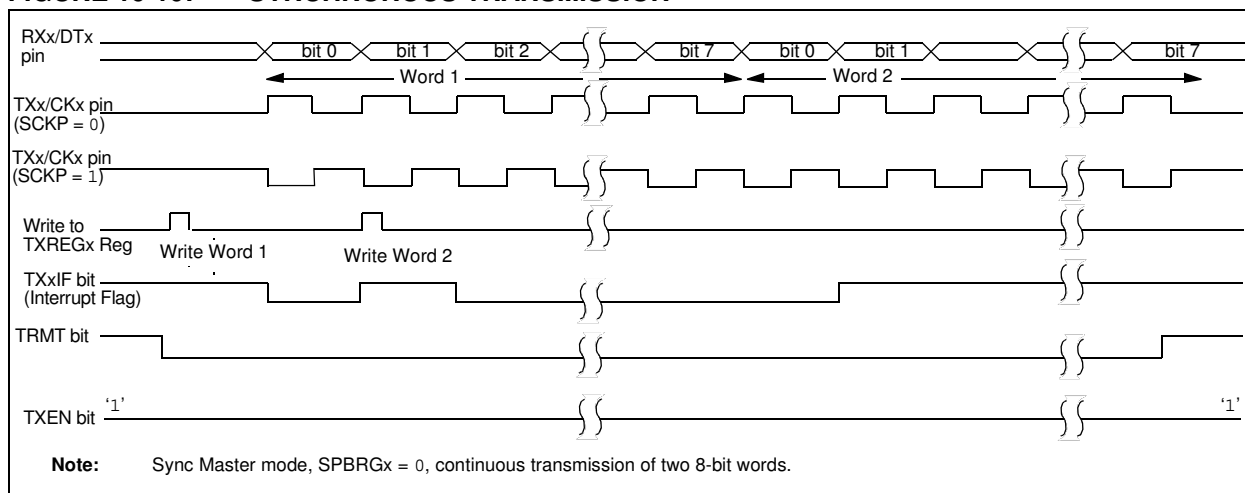 RXx/DTx
pin
bit 0 bit 1 bit 2 bit 7 bit 0 bit 1 bit 7
Word 1 Word 2
TXx/CKx pin
(SCKP = 0)
TXx/CKx pin
(SCKP = 1)
Write to
TXREGx Reg
Write Word 1 Write Word 2
TXxIF bit
(Interrupt Flag)
TRMT bit
TXEN bit
‘1’ ‘1’
Note: Sync Master mode, SPBRGx = 0, continuous transmission of two 8-bit words.